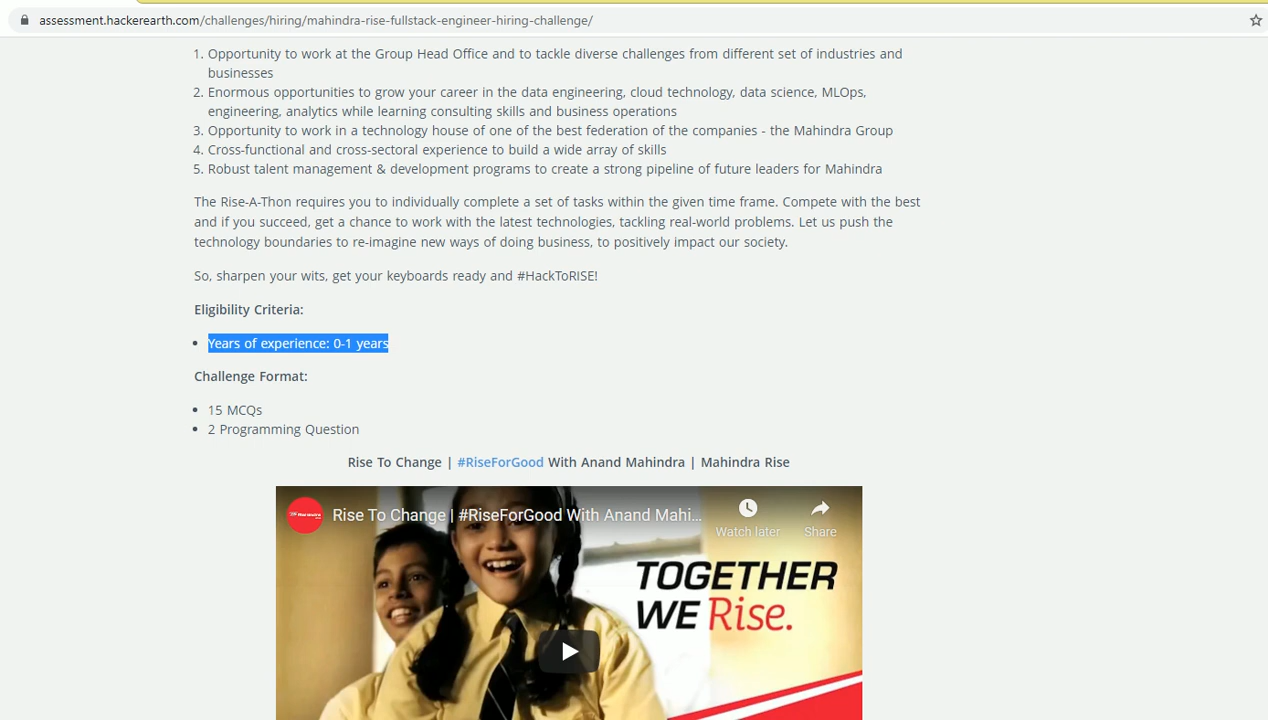 assessment.hackerearth.com/challenges/hiring/mahindra-rise-fullstack-engineer-hiring-challenge/
1. Opportunity to work at the Group Head Office and to tackle diverse challenges from different set of industries and
businesses
2. Enormous opportunities to grow your career in the data engineering, cloud technology, data science, MLOps,
engineering, analytics while learning consulting skills and business operations
3. Opportunity to work in a technology house of one of the best federation of the companies - the Mahindra Group
4. Cross-functional and cross-sectoral experience to build a wide array of skills
5. Robust talent management & development programs to create a strong pipeline of future leaders for Mahindra
The Rise-A-Thon requires you to individually complete a set of tasks within the given time frame. Compete with the best
and if you succeed, get a chance to work with the latest technologies, tackling real-world problems. Let us push the
technology boundaries to re-imagine new ways of doing business, to positively impact our society.
So, sharpen your wits, get your keyboards ready and #HackToRISE!
Eligibility Criteria:
• Years of experience: 0-1 years
Challenge Format:
• 15 MCQs
• 2 Programming Question
Rise To Change | #RiseForGood With Anand Mahindra | Mahindra Rise
Rise To Change | #RiseForGood With Anand Mahi...
Watch later
Share
TOGETHER
WE Rise.